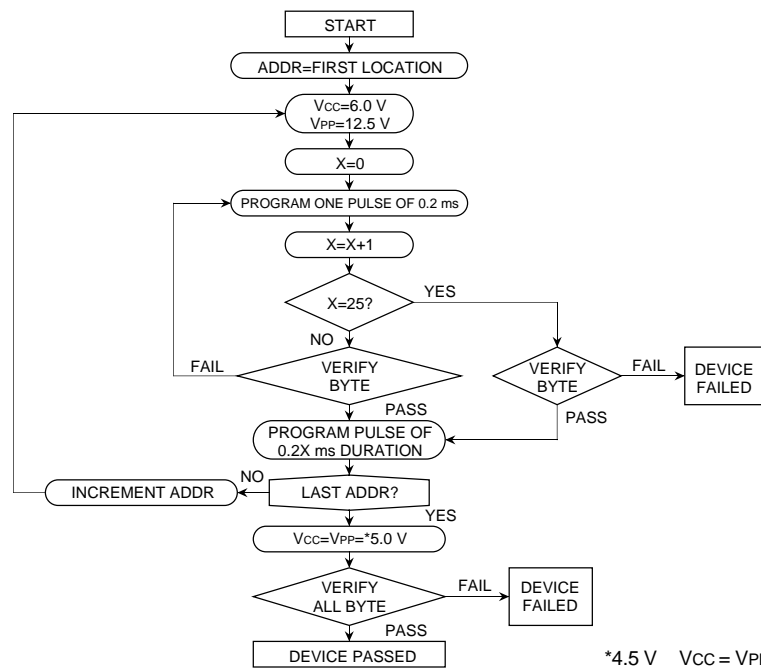 START
ADDR=FIRST LOCATION
VCC=6.0 V
VPP=12.5 V
X=0
PROGRAM ONE PULSE OF 0.2 ms
X=X+1
X=25?
YES
NO
VERIFY
BYTE
FAIL
PASS
VERIFY
BYTE
FAIL
PASS
DEVICE
FAILED
PROGRAM PULSE OF
0.2X ms DURATION
LAST ADDR?
NO
INCREMENT ADDR
YES
VCC=VPP=*5.0 V
VERIFY
ALL BYTE
FAIL
DEVICE
FAILED
PASS
DEVICE PASSED
*4.5 V VCC =